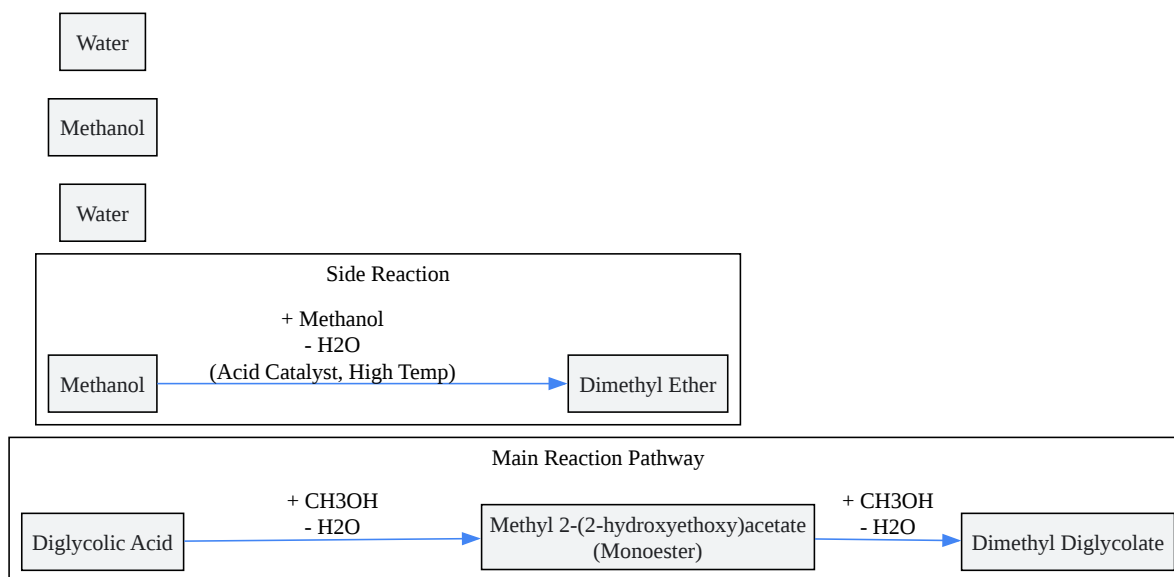 Water
Methanol
Water
Side Reaction
+ Methanol
- H2O
(Acid Catalyst, High Temp)
Methanol
Dimethyl Ether
Main Reaction Pathway
+ CH3OH
- H2O
+ CH3OH
- H2O
Diglycolic Acid
Methyl 2-(2-hydroxyethoxy)acetate
(Monoester)
Dimethyl Diglycolate